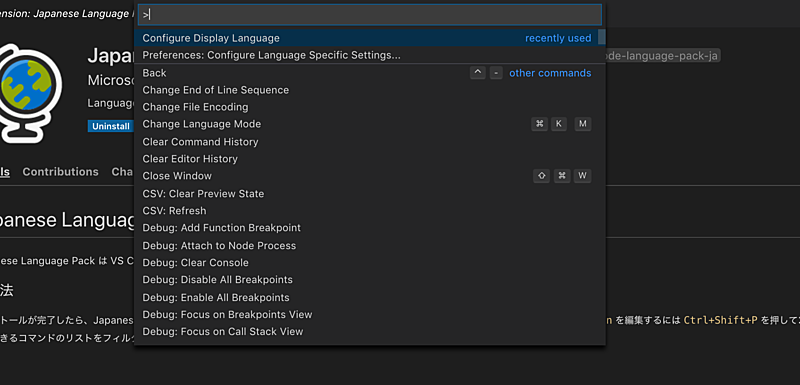 ension: Japanese Language
>
Configure Display Language recently used
Preferences: Configure Language Specific Settings...
Back ^ - other commands
Change End of Line Sequence
Change File Encoding
Change Language Mode ⌘ K M
Clear Command History
Clear Editor History
Close Window ⇧ ⌘ W
CSV: Clear Preview State
CSV: Refresh
Debug: Add Function Breakpoint
Debug: Attach to Node Process
Debug: Clear Console
Debug: Disable All Breakpoints
Debug: Enable All Breakpoints
Debug: Focus on Breakpoints View
Debug: Focus on Call Stack View
Japa
ode-language-pack-ja
Micros
Langua
Uninstall
ls Contributions Cha
panese Languag
nese Language Pack は VS C
法
トールが完了したら、Japanes
n を編集するには Ctrl+Shift+P を押して
きるコマンドのリストをフィル